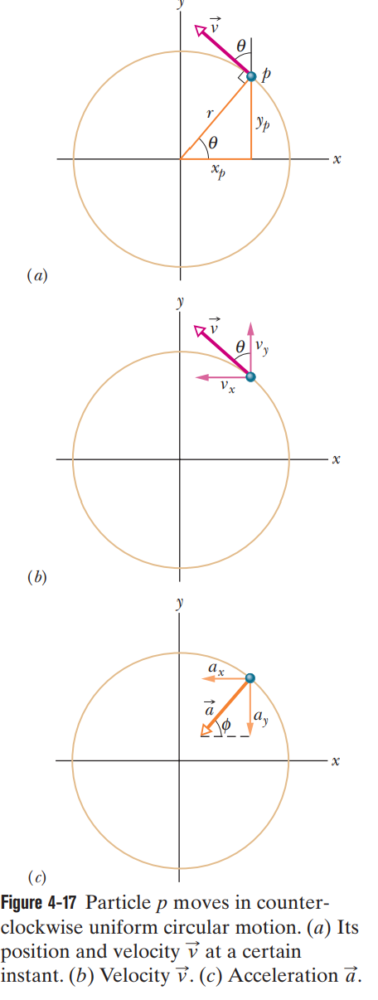 y
v⃗
θ
p
r
y_p
θ
x
x_p
(a)
y
v⃗
θ
v_y
v_x
x
(b)
y
a_x
a⃗
ϕ
a_y
x
(c)
Figure 4-17 Particle p moves in counter-
clockwise uniform circular motion. (a) Its
position and velocity v⃗ at a certain
instant. (b) Velocity v⃗. (c) Acceleration a⃗.